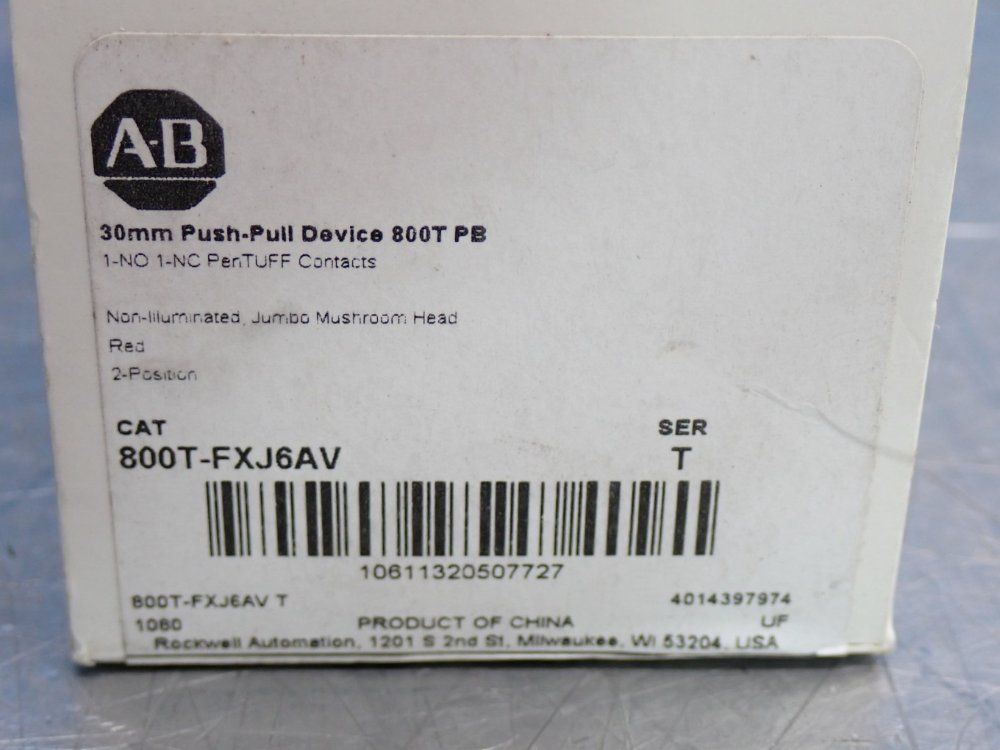 A-B
30mm Push-Pull Device 800T PB
1-NO 1-NC PenTUFF Contacts
Non-Illuminated, Jumbo Mushroom Head
Red
2-Position
CAT SER
800T-FXJ6AV T
10611320507727
800T-FXJ6AV T 4014397974
1080 PRODUCT OF CHINA UF
Rockwell Automation, 1201 S 2nd St, Milwaukee, WI 53204, USA